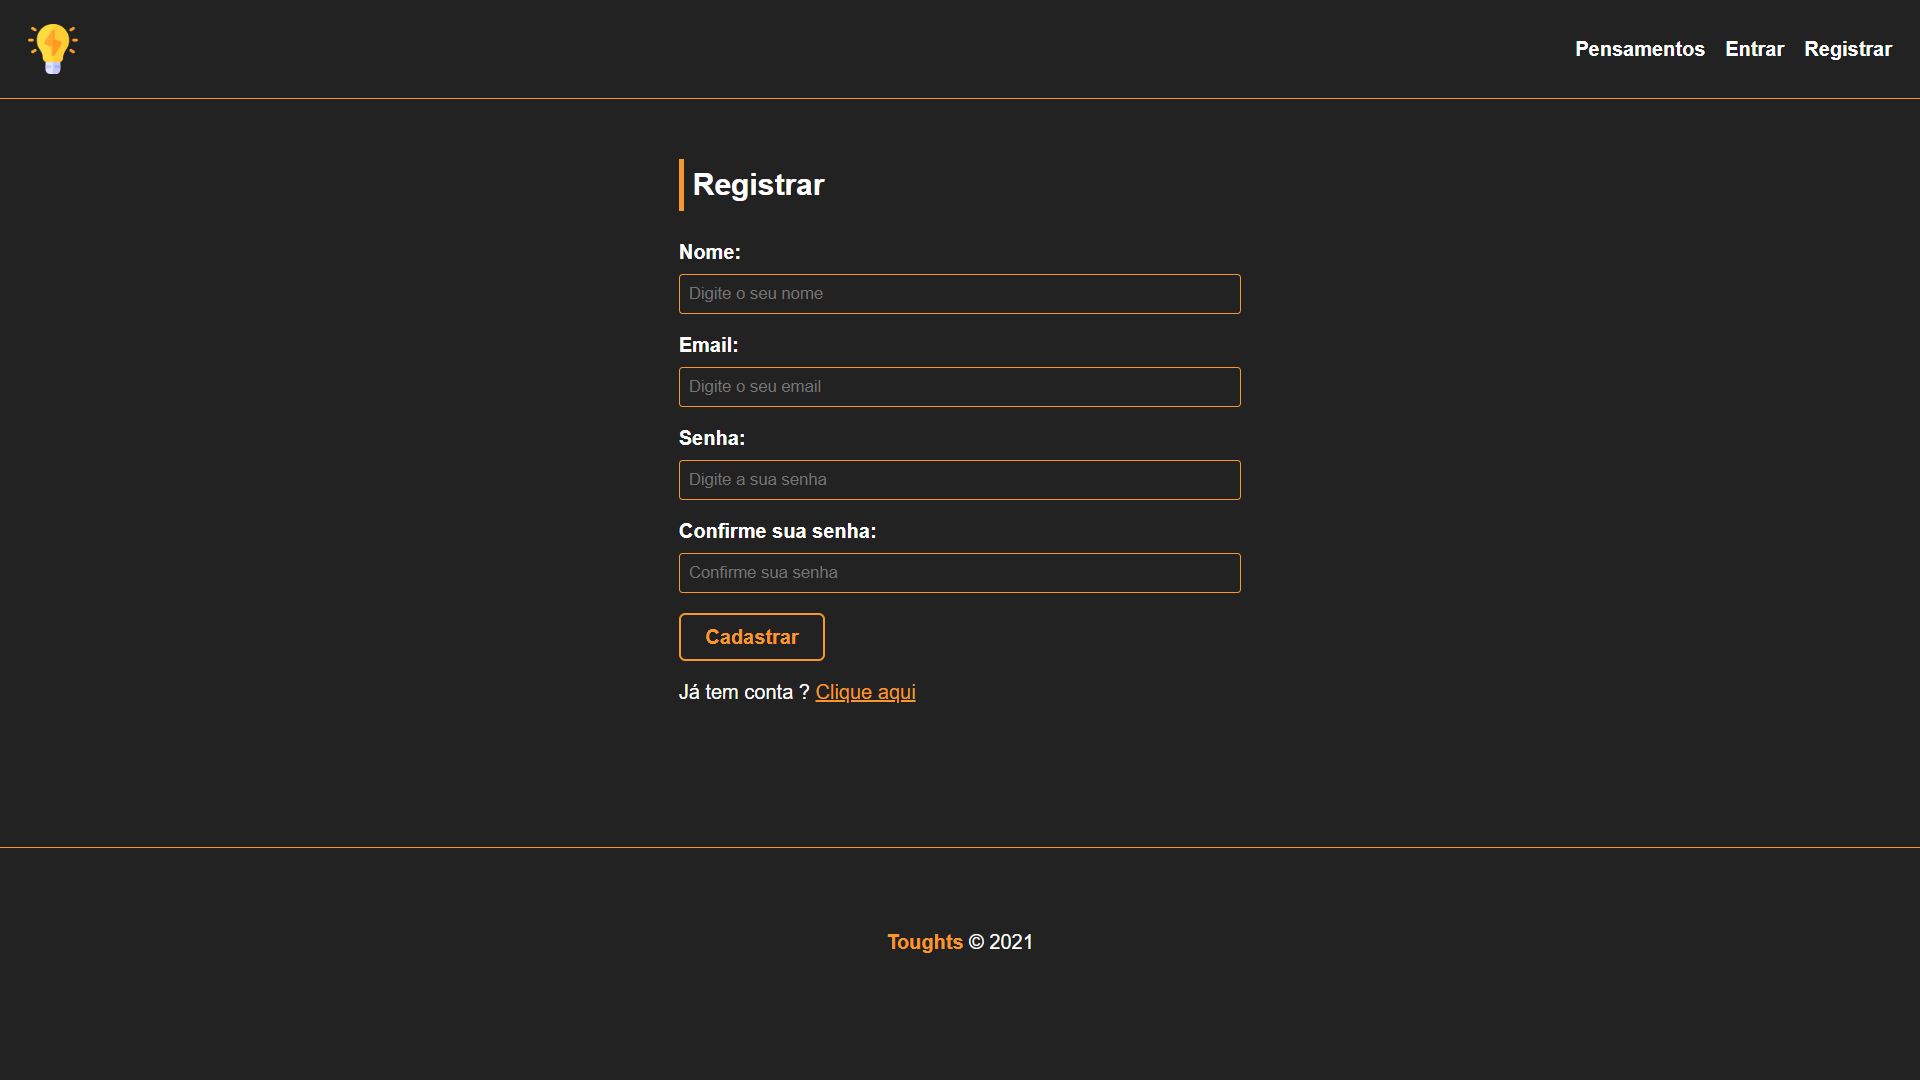 Pensamentos Entrar Registrar
Registrar
Nome:
Digite o seu nome
Email:
Digite o seu email
Senha:
Digite a sua senha
Confirme sua senha:
Confirme sua senha
Cadastrar
Já tem conta ? Clique aqui
Toughts © 2021